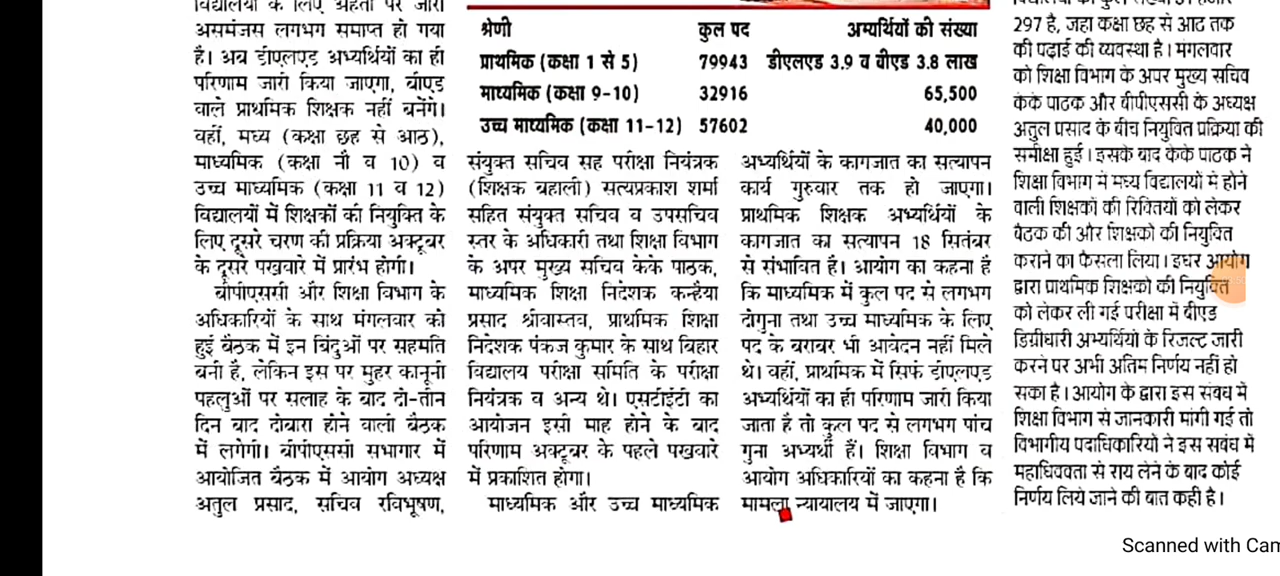 विद्यालयों के लिए अर्हता पर जारी
असमंजस लगभग समाप्त हो गया
है। अब डीएलएड अभ्यर्थियों का ही
परिणाम जारी किया जाएगा, बीएड
वाले प्राथमिक शिक्षक नहीं बनेंगे।
वहीं, मध्य (कक्षा छह से आठ),
माध्यमिक (कक्षा नौ व 10) व
उच्च माध्यमिक (कक्षा 11 व 12)
विद्यालयों में शिक्षकों की नियुक्ति के
लिए दूसरे चरण की प्रक्रिया अक्टूबर
के दूसरे पखवारे में प्रारंभ होगी।
बीपीएससी और शिक्षा विभाग के
अधिकारियों के साथ मंगलवार को
हुई बैठक में इन बिंदुओं पर सहमति
बनी है, लेकिन इस पर मुहर कानूनी
पहलुओं पर सलाह के बाद दो-तीन
दिन बाद दोबारा होने वाली बैठक
में लगेगी। बीपीएससी सभागार में
आयोजित बैठक में आयोग अध्यक्ष
अतुल प्रसाद, सचिव रविभूषण,
श्रेणी कुल पद अभ्यर्थियों की संख्या
प्राथमिक (कक्षा 1 से 5) 79943 डीएलएड 3.9 व बीएड 3.8 लाख
माध्यमिक (कक्षा 9-10) 32916 65,500
उच्च माध्यमिक (कक्षा 11-12) 57602 40,000
संयुक्त सचिव सह परीक्षा नियंत्रक
(शिक्षक बहाली) सत्यप्रकाश शर्मा
सहित संयुक्त सचिव व उपसचिव
स्तर के अधिकारी तथा शिक्षा विभाग
के अपर मुख्य सचिव केके पाठक,
माध्यमिक शिक्षा निदेशक कन्हैया
प्रसाद श्रीवास्तव, प्राथमिक शिक्षा
निदेशक पंकज कुमार के साथ बिहार
विद्यालय परीक्षा समिति के परीक्षा
नियंत्रक व अन्य थे। एसटीईटी का
आयोजन इसी माह होने के बाद
परिणाम अक्टूबर के पहले पखवारे
में प्रकाशित होगा।
माध्यमिक और उच्च माध्यमिक
अभ्यर्थियों के कागजात का सत्यापन
कार्य गुरुवार तक हो जाएगा।
प्राथमिक शिक्षक अभ्यर्थियों के
कागजात का सत्यापन 18 सितंबर
से संभावित है। आयोग का कहना है
कि माध्यमिक में कुल पद से लगभग
दोगुना तथा उच्च माध्यमिक के लिए
पद के बराबर भी आवेदन नहीं मिले
थे। वहीं, प्राथमिक में सिर्फ डीएलएड
अभ्यर्थियों का ही परिणाम जारी किया
जाता है तो कुल पद से लगभग पांच
गुना अभ्यर्थी हैं। शिक्षा विभाग व
आयोग अधिकारियों का कहना है कि
मामला न्यायालय में जाएगा।
297 है, जहां कक्षा छह से आठ तक
की पढ़ाई की व्यवस्था है। मंगलवार
को शिक्षा विभाग के अपर मुख्य सचिव
केके पाठक और बीपीएससी के अध्यक्ष
अतुल प्रसाद के बीच नियुक्ति प्रक्रिया की
समीक्षा हुई। इसके बाद केके पाठक ने
शिक्षा विभाग में मध्य विद्यालयों में होने
वाली शिक्षकों की रिक्तियों को लेकर
बैठक की और शिक्षकों की नियुक्ति
कराने का फैसला लिया। इधर आयोग
द्वारा प्राथमिक शिक्षकों की नियुक्ति
को लेकर ली गई परीक्षा में बीएड
डिग्रीधारी अभ्यर्थियों के रिजल्ट जारी
करने पर अभी अंतिम निर्णय नहीं हो
सका है। आयोग के द्वारा इस संबंध में
शिक्षा विभाग से जानकारी मांगी गई तो
विभागीय पदाधिकारियों ने इस संबंध में
महाधिवक्ता से राय लेने के बाद कोई
निर्णय लिये जाने की बात कही है।
Scanned with Cam